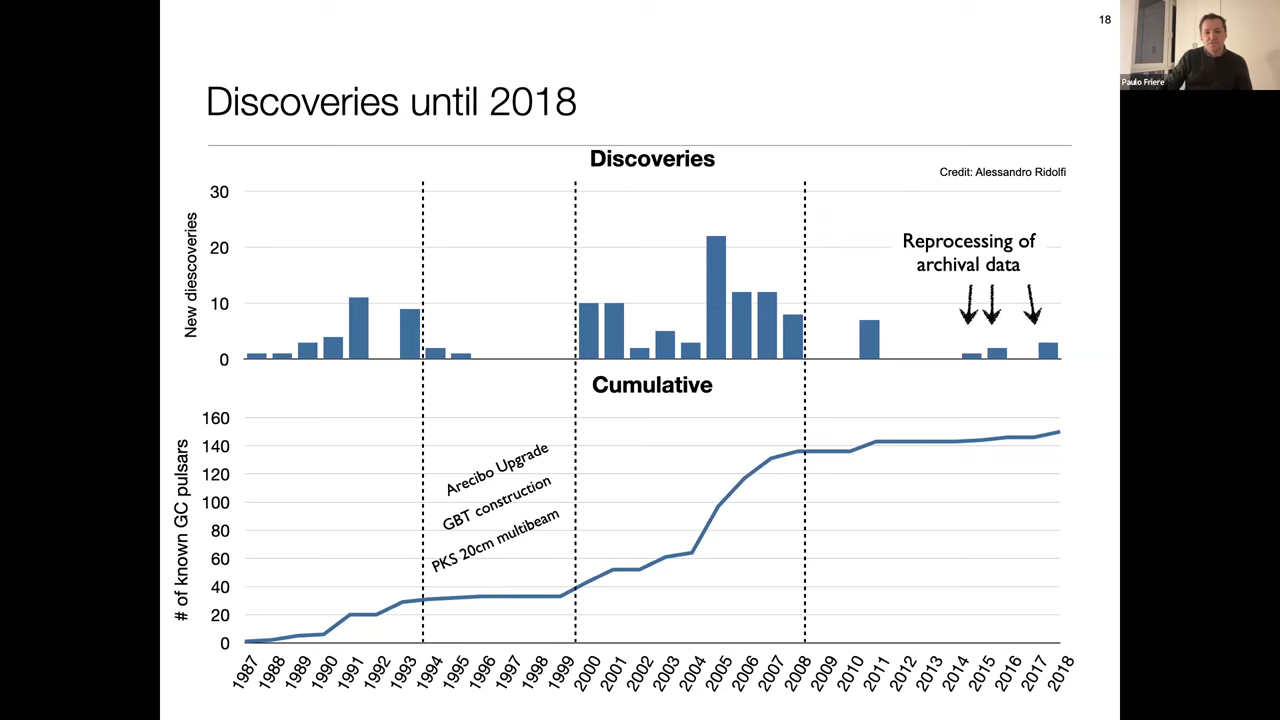 18
Paulo Friere
Discoveries until 2018
Discoveries
Credit: Alessandro Ridolfi
New diescoveries
30
20
10
0
Reprocessing of
archival data
Cumulative
# of known GC pulsars
160
140
120
100
80
60
40
20
0
Arecibo Upgrade
GBT construction
PKS 20cm multibeam
1987 1988 1989 1990 1991 1992 1993 1994 1995 1996 1997 1998 1999 2000 2001 2002 2003 2004 2005 2006 2007 2008 2009 2010 2011 2012 2013 2014 2015 2016 2017 2018